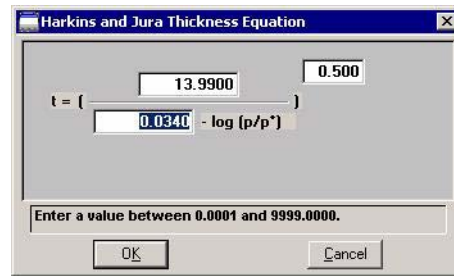 Harkins and Jura Thickness Equation
13.9900
0.500
t = (
)
0.0340 - log (p/p°)
Enter a value between 0.0001 and 9999.0000.
OK
Cancel